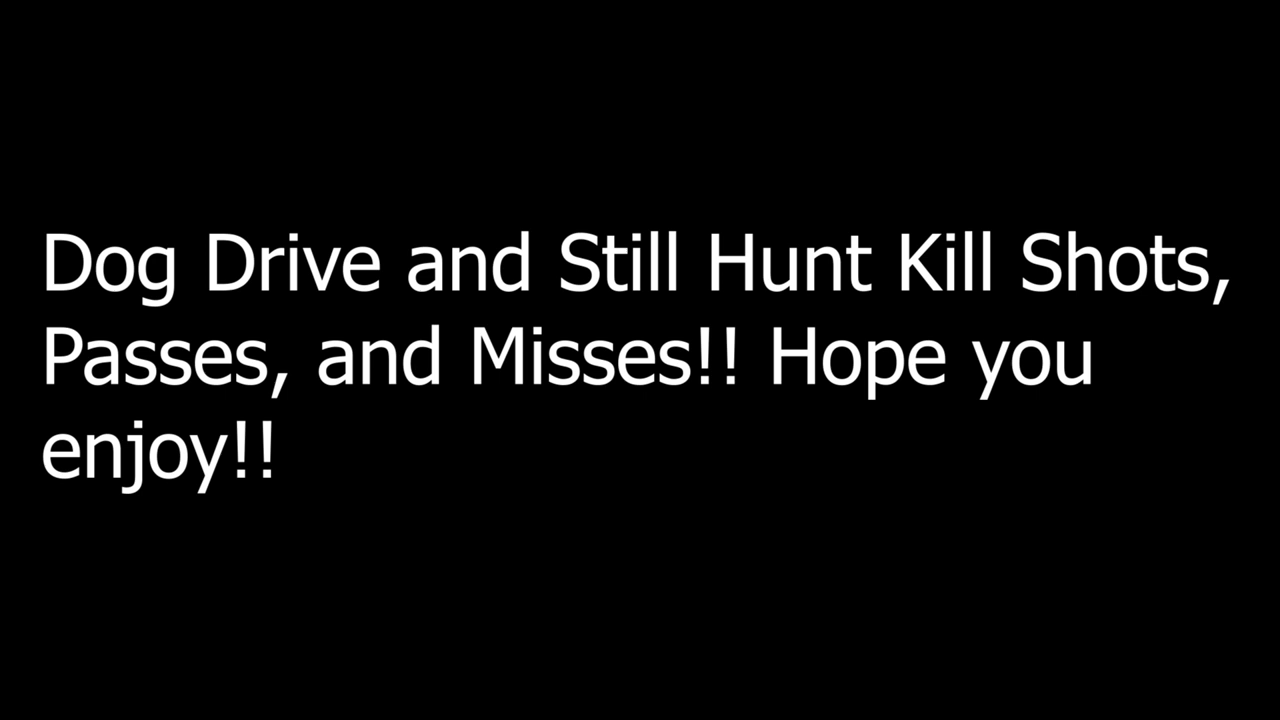 Dog Drive and Still Hunt Kill Shots,
Passes, and Misses!! Hope you
enjoy!!